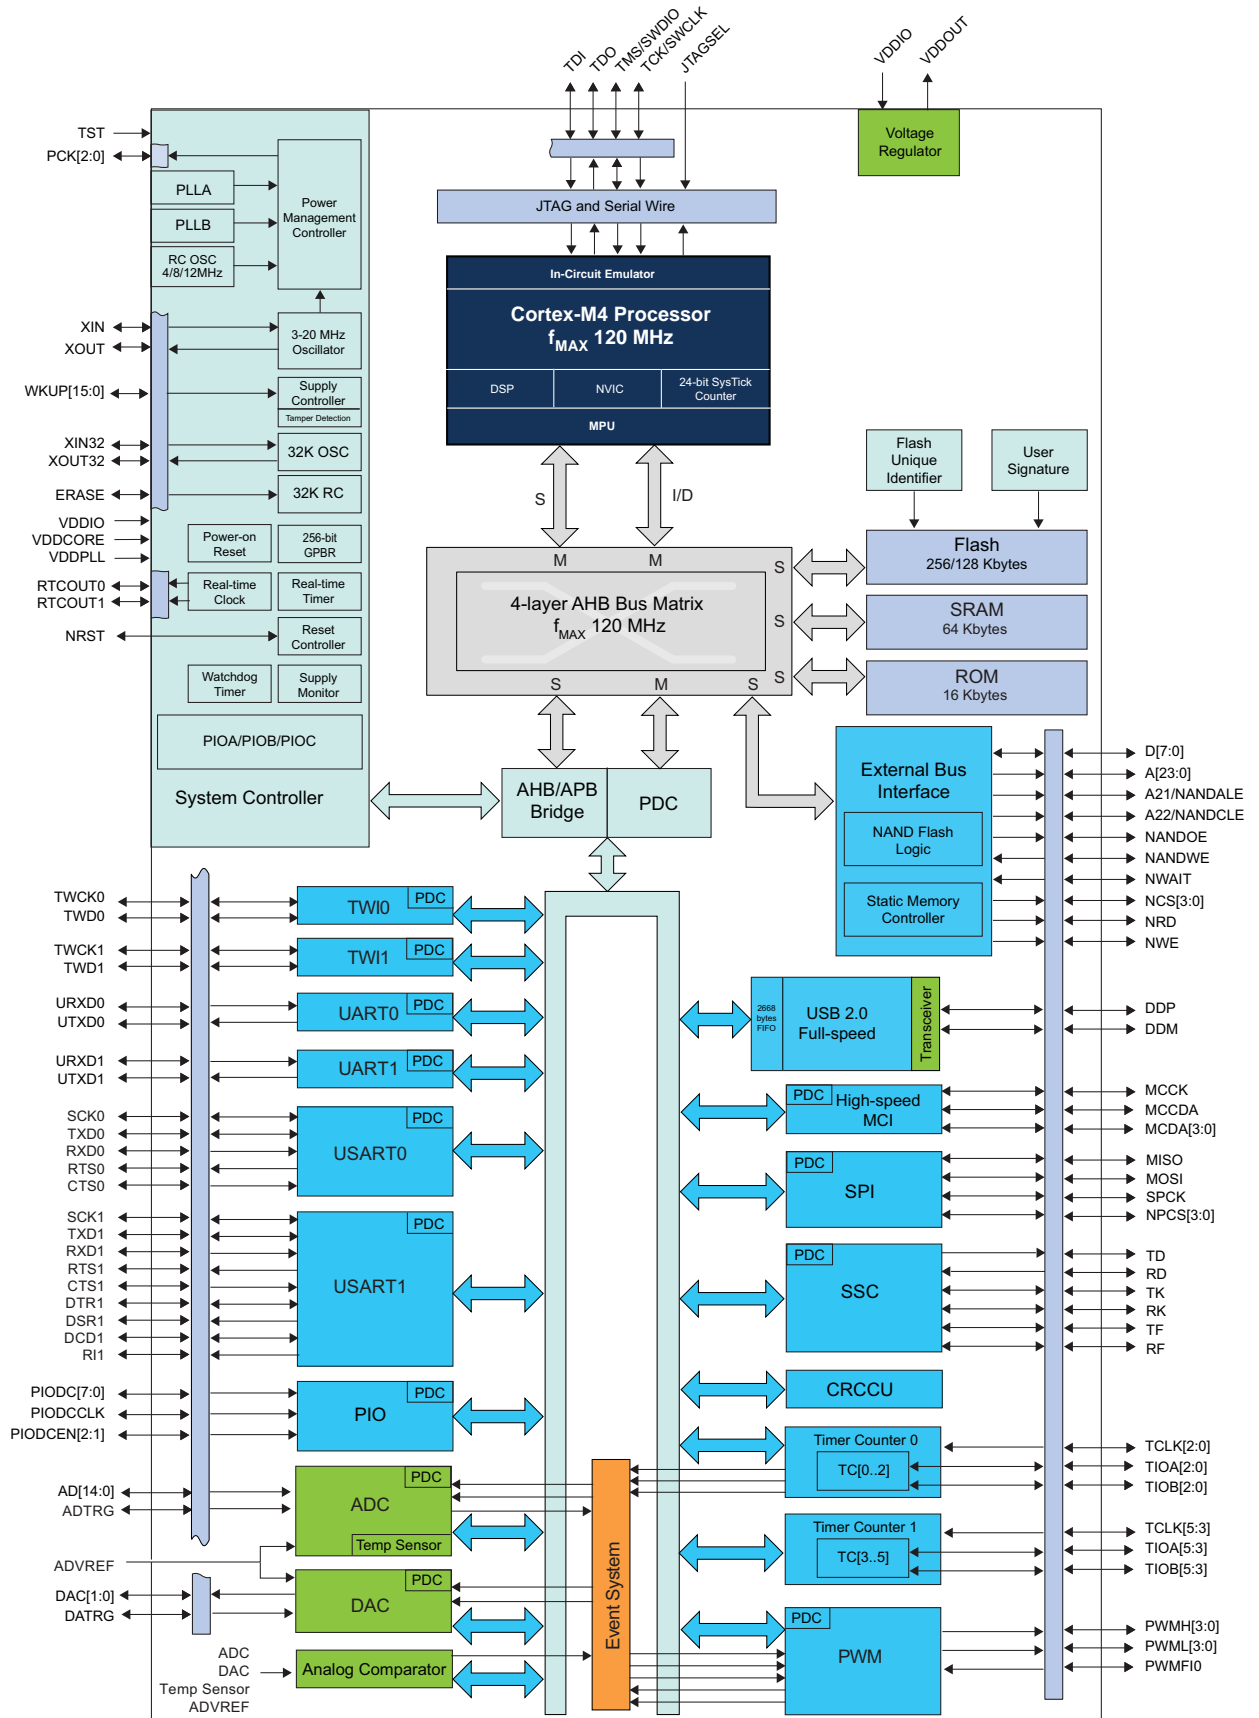 TDI
TDO
TMS/SWDIO
TCK/SWCLK
JTAGSEL
VDDIO
VDDOUT
Voltage
Regulator
TST
PCK[2:0]
PLLA
PLLB
RC OSC
4/8/12MHz
Power
Management
Controller
XIN
XOUT
3-20 MHz
Oscillator
WKUP[15:0]
Supply
Controller
Tamper Detection
XIN32
XOUT32
32K OSC
ERASE
32K RC
VDDIO
VDDCORE
VDDPLL
Power-on
Reset
256-bit
GPBR
RTCOUT0
RTCOUT1
Real-time
Clock
Real-time
Timer
NRST
Reset
Controller
Watchdog
Timer
Supply
Monitor
PIOA/PIOB/PIOC
System Controller
JTAG and Serial Wire
In-Circuit Emulator
Cortex-M4 Processor
fMAX 120 MHz
DSP
NVIC
24-bit SysTick
Counter
MPU
S
I/D
M
M
4-layer AHB Bus Matrix
fMAX 120 MHz
S
S
S
S
M
S
Flash
Unique
Identifier
User
Signature
Flash
256/128 Kbytes
SRAM
64 Kbytes
ROM
16 Kbytes
AHB/APB
Bridge
PDC
External Bus
Interface
NAND Flash
Logic
Static Memory
Controller
D[7:0]
A[23:0]
A21/NANDALE
A22/NANDCLE
NANDOE
NANDWE
NWAIT
NCS[3:0]
NRD
NWE
TWCK0
TWD0
TWI0
PDC
TWCK1
TWD1
TWI1
PDC
URXD0
UTXD0
UART0
PDC
URXD1
UTXD1
UART1
PDC
SCK0
TXD0
RXD0
RTS0
CTS0
USART0
PDC
SCK1
TXD1
RXD1
RTS1
CTS1
DTR1
DSR1
DCD1
RI1
USART1
PDC
PIODC[7:0]
PIODCCLK
PIODCEN[2:1]
PIO
PDC
AD[14:0]
ADTRG
ADC
PDC
Temp Sensor
ADVREF
DAC[1:0]
DATRG
DAC
PDC
ADC
DAC
Temp Sensor
ADVREF
Analog Comparator
Event System
2668
bytes
FIFO
USB 2.0
Full-speed
Transceiver
DDP
DDM
PDC
High-speed
MCI
MCCK
MCCDA
MCDA[3:0]
PDC
SPI
MISO
MOSI
SPCK
NPCS[3:0]
PDC
SSC
TD
RD
TK
RK
TF
RF
CRCCU
Timer Counter 0
TC[0..2]
TCLK[2:0]
TIOA[2:0]
TIOB[2:0]
Timer Counter 1
TC[3..5]
TCLK[5:3]
TIOA[5:3]
TIOB[5:3]
PDC
PWM
PWMH[3:0]
PWML[3:0]
PWMFI0